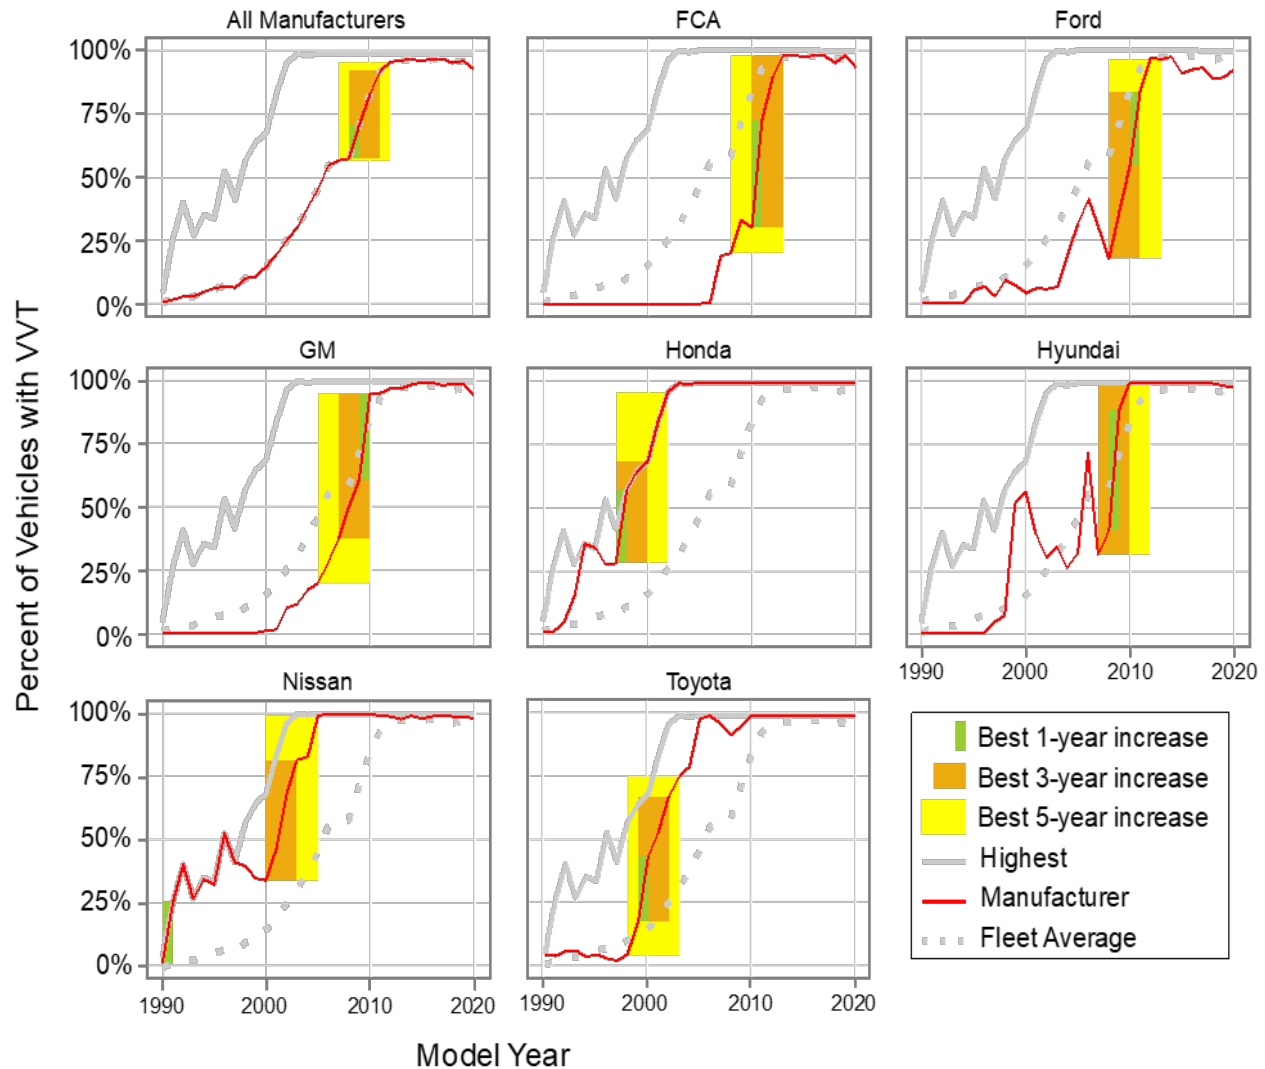 All Manufacturers FCA Ford
100%
75%
50%
25%
0%
GM Honda Hyundai
100%
75%
50%
25%
0%
1990 2000 2010 2020
Nissan Toyota
100%
75%
50%
25%
0%
1990 2000 2010 2020 1990 2000 2010 2020
Percent of Vehicles with VVT
Model Year
Best 1-year increase
Best 3-year increase
Best 5-year increase
Highest
Manufacturer
Fleet Average